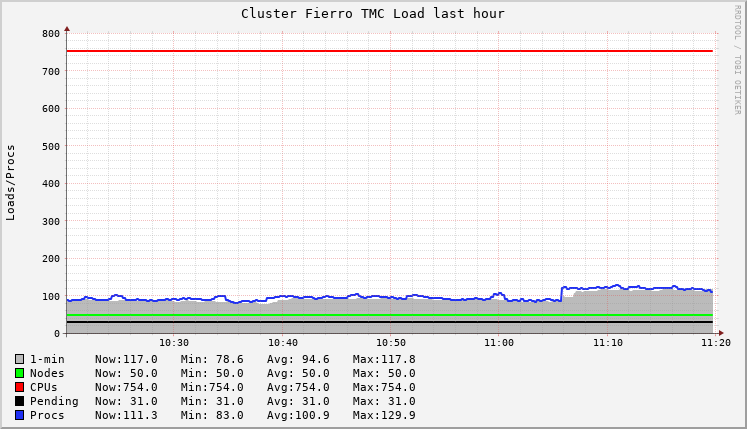 Cluster Fierro TMC Load last hour
RRDTOOL / TOBI OETIKER
Loads/Procs
800
700
600
500
400
300
200
100
0
10:30 10:40 10:50 11:00 11:10 11:20
1-min Now:117.0 Min: 78.6 Avg: 94.6 Max:117.8
Nodes Now: 50.0 Min: 50.0 Avg: 50.0 Max: 50.0
CPUs Now:754.0 Min:754.0 Avg:754.0 Max:754.0
Pending Now: 31.0 Min: 31.0 Avg: 31.0 Max: 31.0
Procs Now:111.3 Min: 83.0 Avg:100.9 Max:129.9